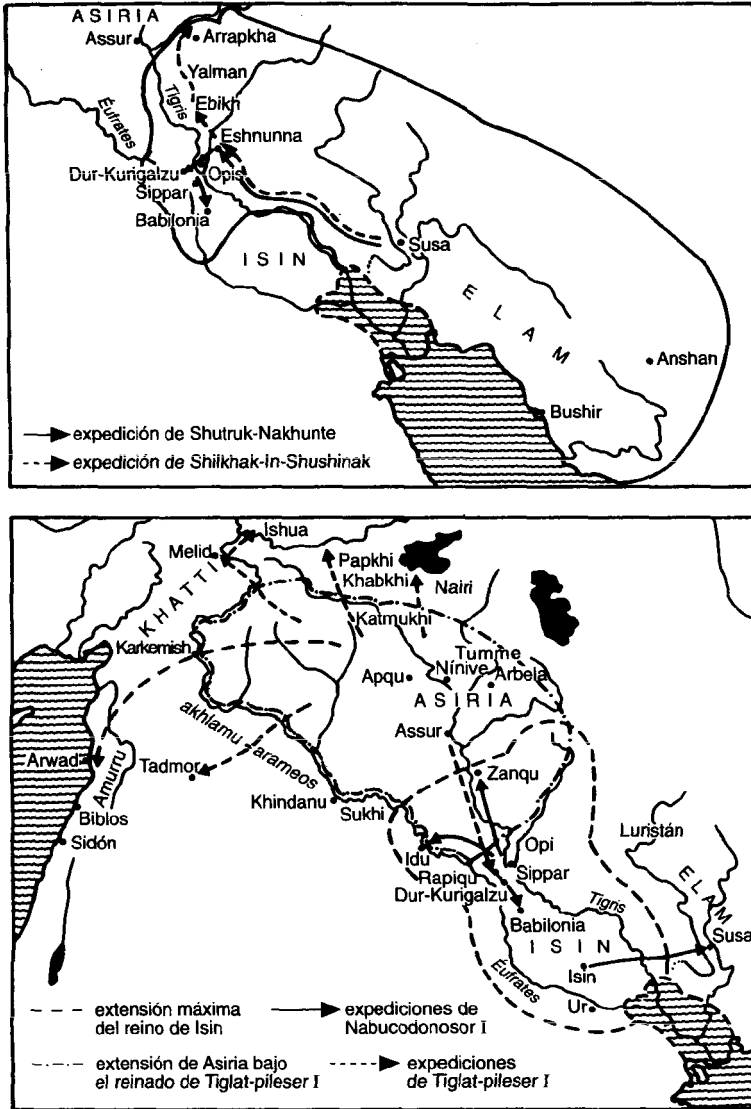 ASIRIA
Assur
Arrapkha
Yalman
Ebikh
Tigris
Éufrates
Eshnunna
Dur-Kurigalzu
Opis
Sippar
Babilonia
ISIN
Susa
ELAM
Anshan
Bushir
expedición de Shutruk-Nakhunte
expedición de Shilkhak-In-Shushinak
Ishua
Melid
Papkhi
Khabkhi
Nairi
KHATTI
Katmukhi
Karkemish
Tumme
Apqu
Nínive
Arbela
ASIRIA
Assur
akhlamu - arameos
Arwad
Tadmor
Zanqu
Amurru
Khindanu
Sukhi
Biblos
Luristán
Sidón
Idu
Opi
Rapiqu
Sippar
ELAM
Dur-Kurigalzu
Tigris
Babilonia
Susa
ISIN
Isin
Éufrates
Ur
extensión máxima
del reino de Isin
expediciones de
Nabucodonosor I
extensión de Asiria bajo
el reinado de Tiglat-pileser I
expediciones
de Tiglat-pileser I